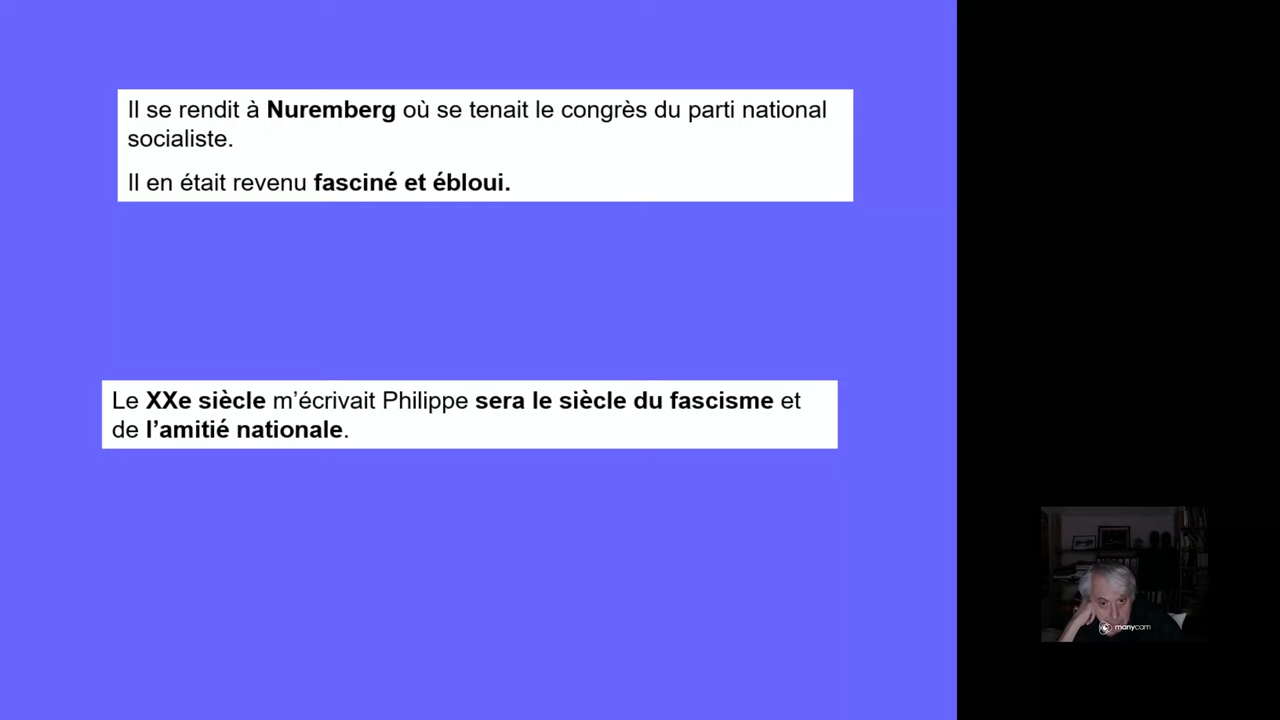 Il se rendit à Nuremberg où se tenait le congrès du parti national
socialiste.
Il en était revenu fasciné et ébloui.
Le XXe siècle m’écrivait Philippe sera le siècle du fascisme et
de l’amitié nationale.
manycam